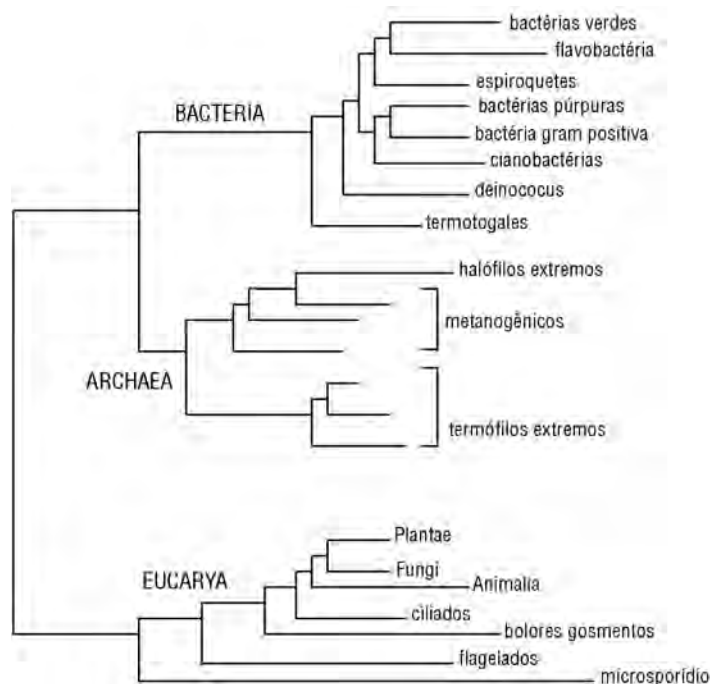 bactérias verdes
flavobactéria
espiroquetes
BACTERIA
bactérias púrpuras
bactéria gram positiva
cianobactérias
deinococus
termotogales
halófilos extremos
metanogênicos
ARCHAEA
termófilos extremos
Plantae
Fungi
EUCARYA
Animalia
ciliados
bolores gosmentos
flagelados
microsporídio